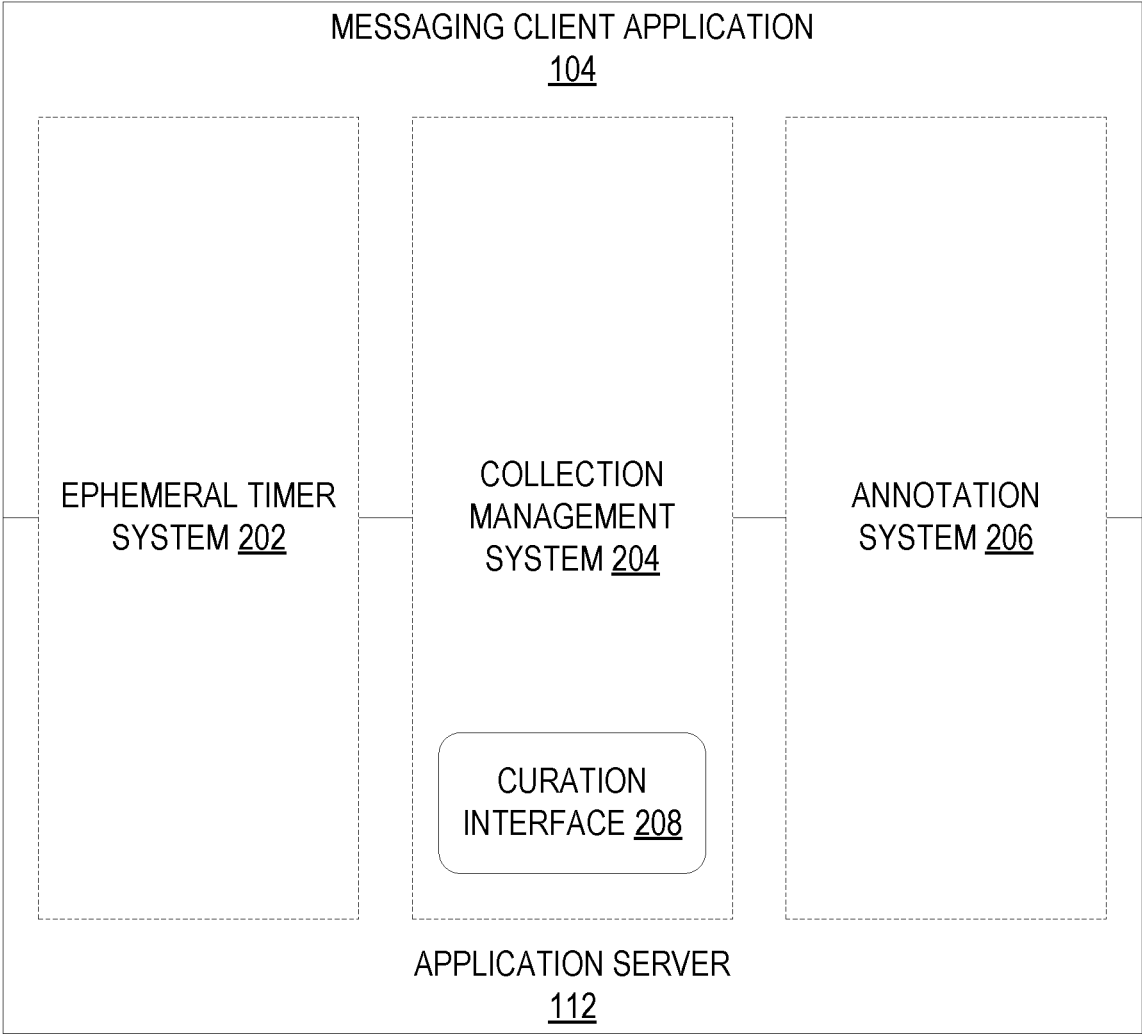 MESSAGING CLIENT APPLICATION
104
EPHEMERAL TIMER
SYSTEM 202
COLLECTION
MANAGEMENT
SYSTEM 204
ANNOTATION
SYSTEM 206
CURATION
INTERFACE 208
APPLICATION SERVER
112